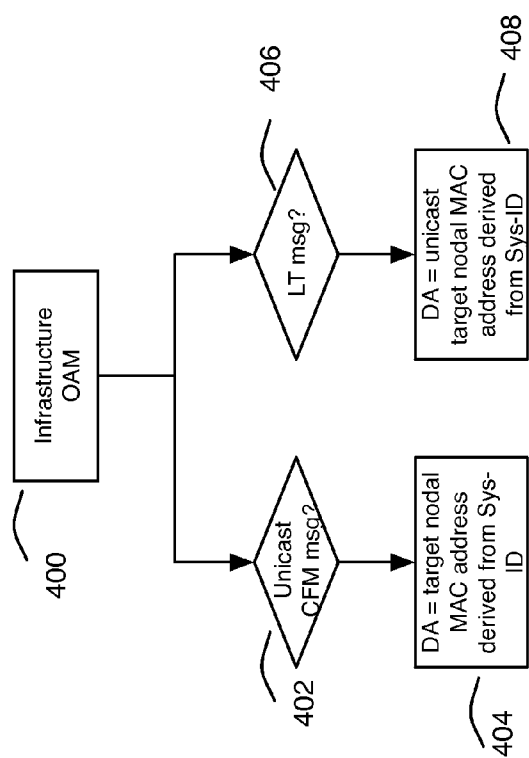 400
Infrastructure
OAM
402
Unicast
CFM msg?
406
LT msg?
404
DA = target nodal
MAC address
derived from Sys-
ID
408
DA = unicast
target nodal MAC
address derived
from Sys-ID